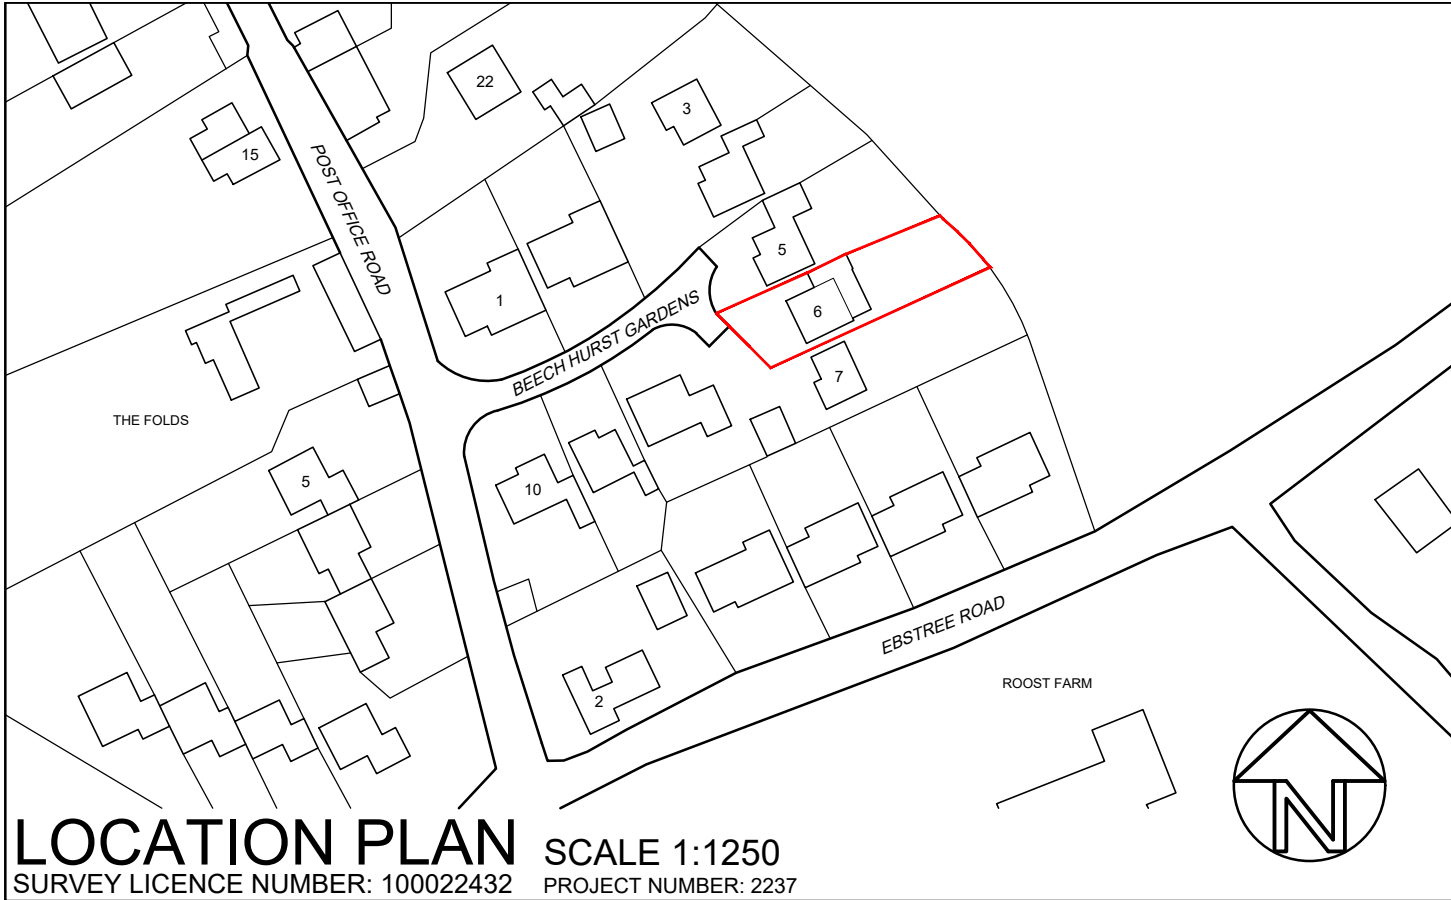 22
3
15
POST OFFICE ROAD
5
1
BEECH HURST GARDENS
6
7
THE FOLDS
5
10
EBSTREE ROAD
ROOST FARM
2
N
LOCATION PLAN
SCALE 1:1250
SURVEY LICENCE NUMBER: 100022432
PROJECT NUMBER: 2237